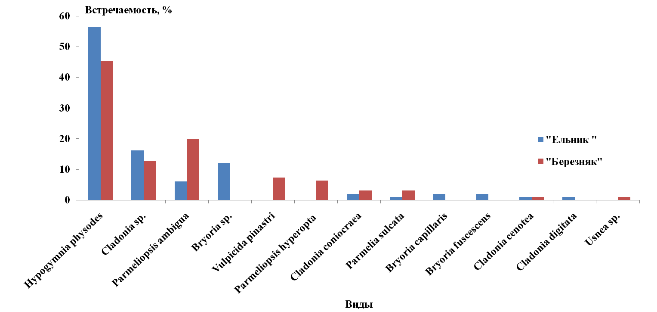 Встречаемость, %
60
50
40
30
20
10
0
"Ельник "
"Березняк"
Hypogymnia physodes
Cladonia sp.
Parmeliopsis ambigua
Bryoria sp.
Vulpicida pinastri
Parmeliopsis hyperopta
Cladonia coniocraea
Parmelia sulcata
Bryoria capillaris
Bryoria fuscescens
Cladonia cenotea
Cladonia digitata
Usnea sp.
Виды